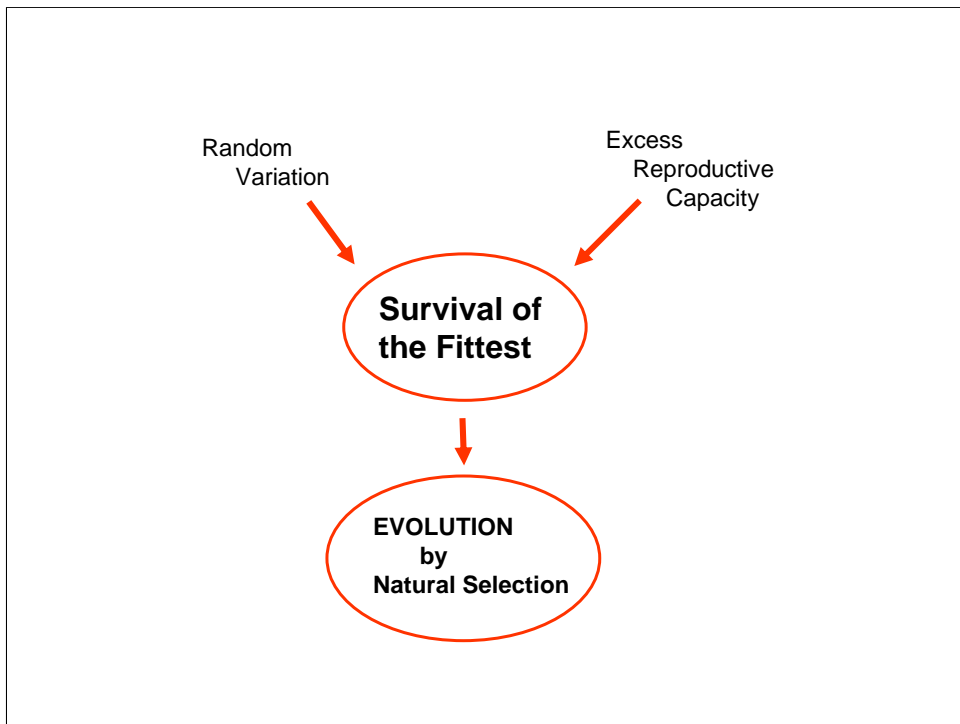 Random
Variation
Excess
Reproductive
Capacity
Survival of
the Fittest
EVOLUTION
by
Natural Selection